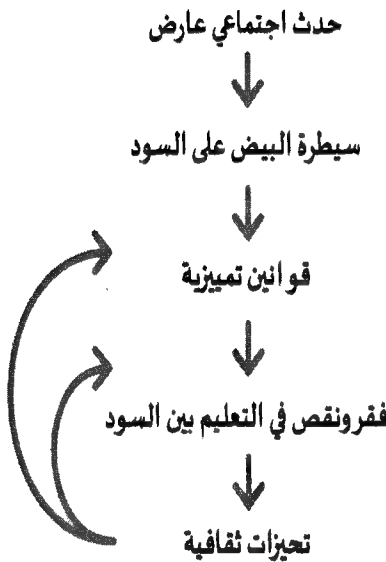 حدث اجتماعي عارض
سيطرة البيض على السود
قوانين تمييزية
فقر ونقص في التعليم بين السود
تحيزات ثقافية